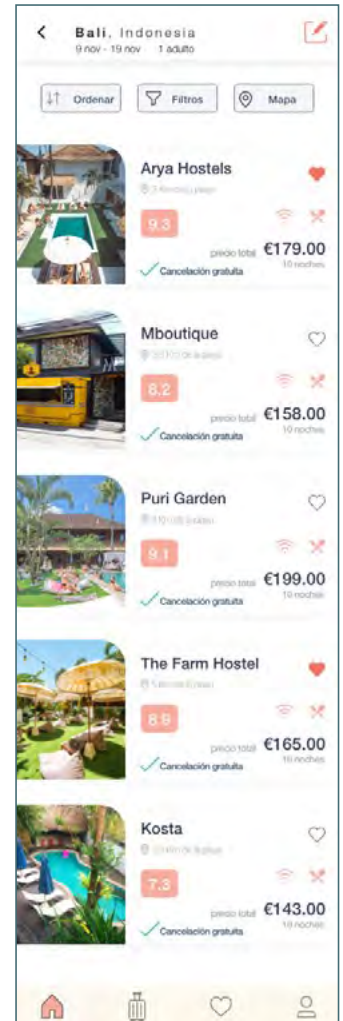 Bali, Indonesia
9 nov - 19 nov 1 adulto
Ordenar
Filtros
Mapa
Arya Hostels
9.3
precio total €179.00
10 noches
Cancelación gratuita
Mboutique
8.2
precio total €158.00
10 noches
Cancelación gratuita
Puri Garden
9.1
precio total €199.00
10 noches
Cancelación gratuita
The Farm Hostel
8.9
precio total €165.00
10 noches
Cancelación gratuita
Kosta
7.3
precio total €143.00
10 noches
Cancelación gratuita